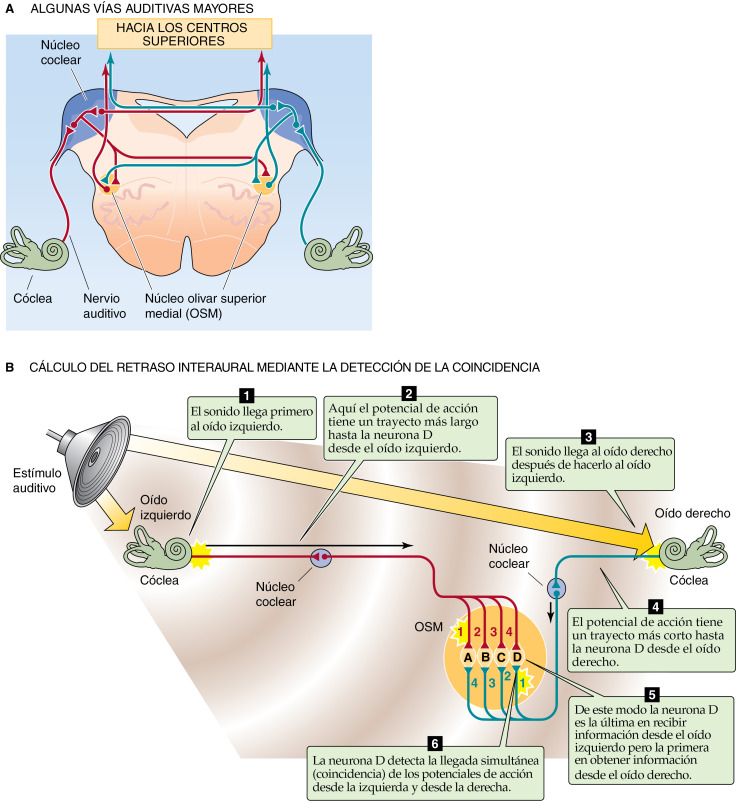 A ALGUNAS VÍAS AUDITIVAS MAYORES
HACIA LOS CENTROS
SUPERIORES
Núcleo
coclear
Cóclea
Nervio
auditivo
Núcleo olivar superior
medial (OSM)
B CÁLCULO DEL RETRASO INTERAURAL MEDIANTE LA DETECCIÓN DE LA COINCIDENCIA
1
El sonido llega primero
al oído izquierdo.
2
Aquí el potencial de acción
tiene un trayecto más largo
hasta la neurona D
desde el oído izquierdo.
3
El sonido llega al oído derecho
después de hacerlo al oído
izquierdo.
Estímulo
auditivo
Oído
izquierdo
Cóclea
Núcleo
coclear
Núcleo
coclear
Oído derecho
Cóclea
4
El potencial de acción tiene
un trayecto más corto hasta
la neurona D desde el oído
derecho.
OSM
1 2 3 4
A B C D
4 3 2 1
5
De este modo la neurona D
es la última en recibir
información desde el oído
izquierdo pero la primera
en obtener información
desde el oído derecho.
6
La neurona D detecta la llegada simultánea
(coincidencia) de los potenciales de acción
desde la izquierda y desde la derecha.